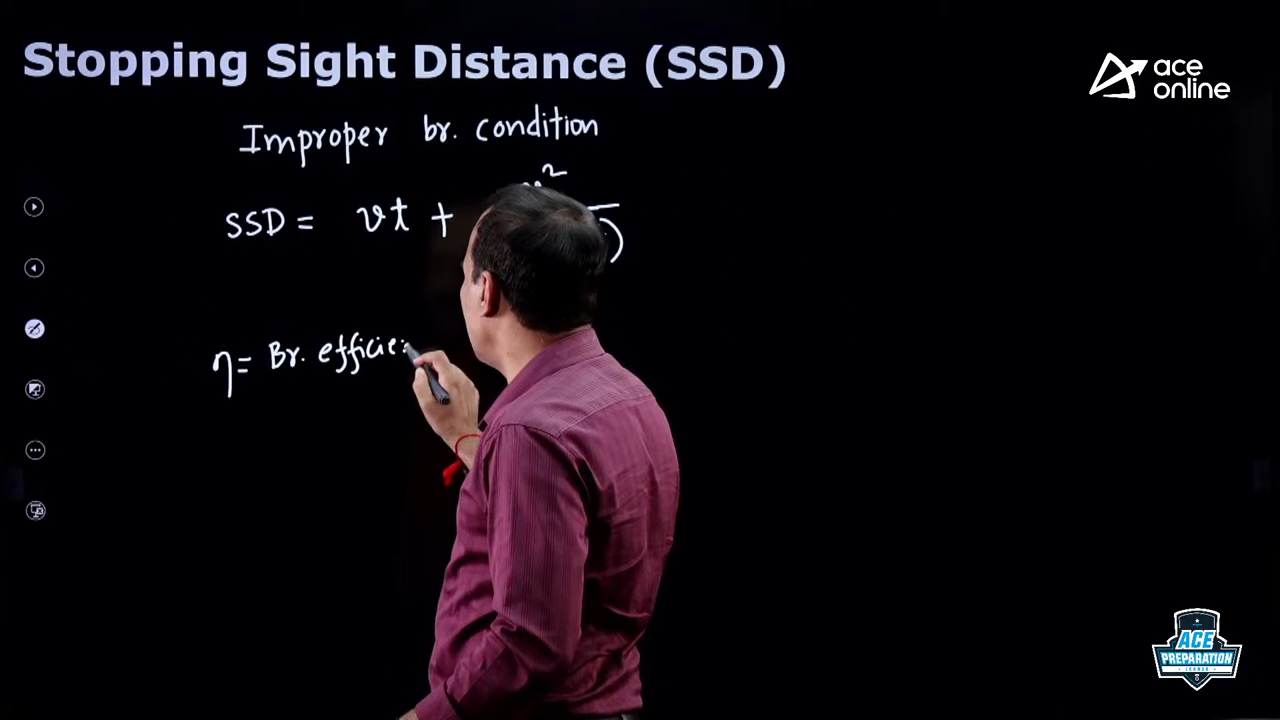 Stopping Sight Distance (SSD)
ace
online
Improper br. condition
SSD = vt +
η = Br. efficie
ACE
PREPARATION